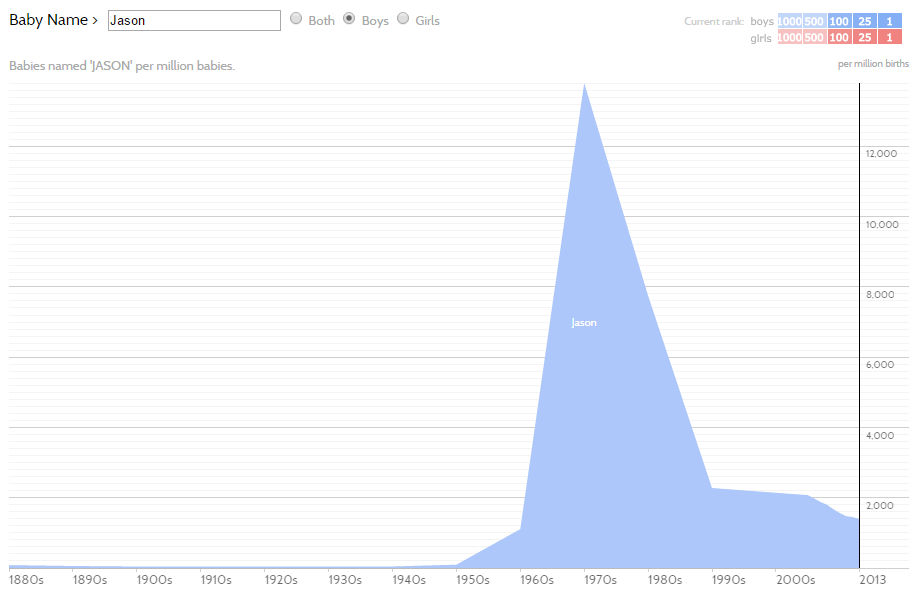 Baby Name > Jason Both Boys Girls
Current rank: boys 1000 500 100 25 1
girls 1000 500 100 25 1
Babies named 'JASON' per million babies.
per million births
12,000
10,000
8,000
Jason
6,000
4,000
2,000
1880s 1890s 1900s 1910s 1920s 1930s 1940s 1950s 1960s 1970s 1980s 1990s 2000s 2013